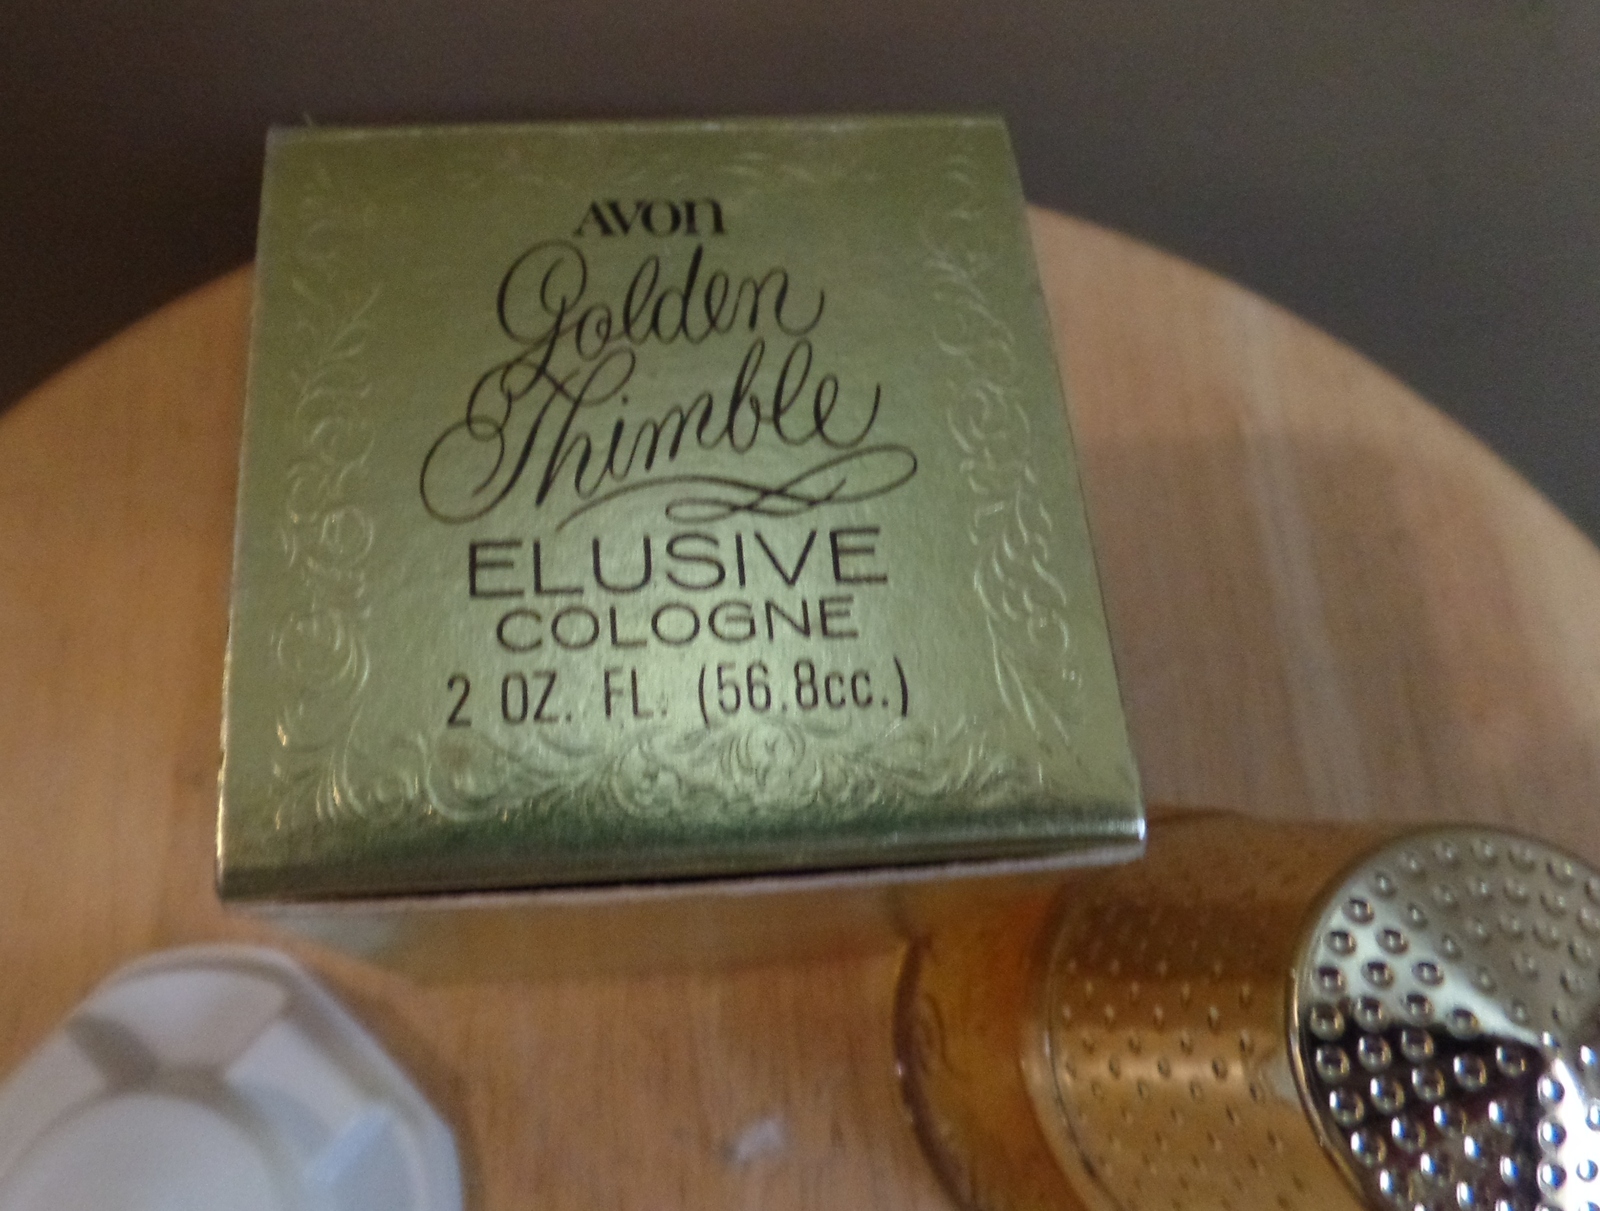 AVON
Golden
Thimble
ELUSIVE
COLOGNE
2 OZ. FL. (56.8cc.)